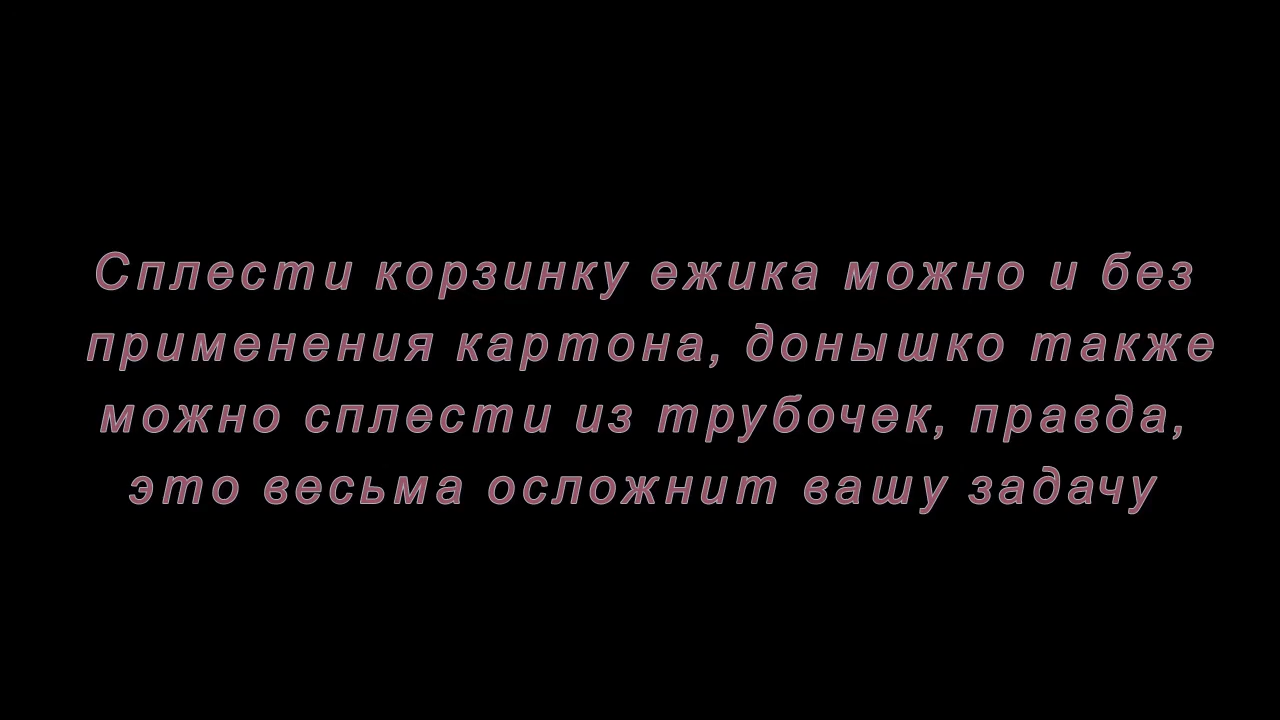 Сплести корзинку ежика можно и без
применения картона, донышко также
можно сплести из трубочек, правда,
это весьма осложнит вашу задачу